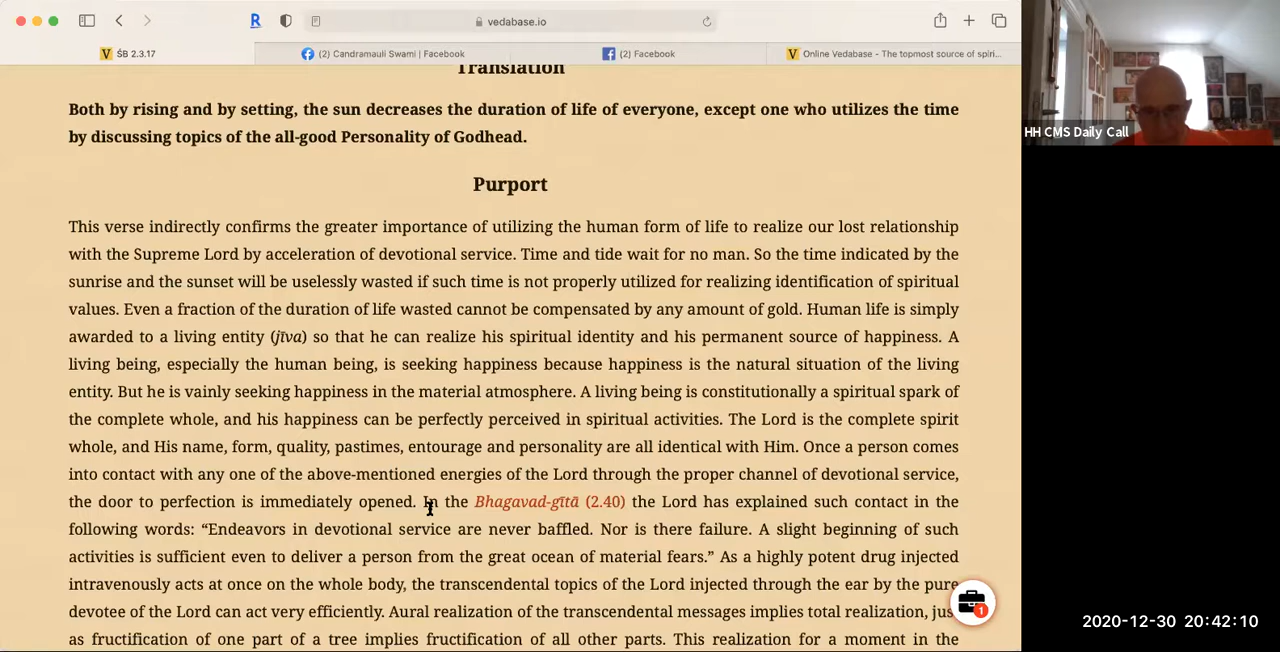 vedabase.io
ŚB 2.3.17
(2) Candramauli Swami | Facebook
(2) Facebook
Online Vedabase - The topmost source of spiri...
Translation
Both by rising and by setting, the sun decreases the duration of life of everyone, except one who utilizes the time
by discussing topics of the all-good Personality of Godhead.
Purport
This verse indirectly confirms the greater importance of utilizing the human form of life to realize our lost relationship
with the Supreme Lord by acceleration of devotional service. Time and tide wait for no man. So the time indicated by the
sunrise and the sunset will be uselessly wasted if such time is not properly utilized for realizing identification of spiritual
values. Even a fraction of the duration of life wasted cannot be compensated by any amount of gold. Human life is simply
awarded to a living entity (jīva) so that he can realize his spiritual identity and his permanent source of happiness. A
living being, especially the human being, is seeking happiness because happiness is the natural situation of the living
entity. But he is vainly seeking happiness in the material atmosphere. A living being is constitutionally a spiritual spark of
the complete whole, and his happiness can be perfectly perceived in spiritual activities. The Lord is the complete spirit
whole, and His name, form, quality, pastimes, entourage and personality are all identical with Him. Once a person comes
into contact with any one of the above-mentioned energies of the Lord through the proper channel of devotional service,
the door to perfection is immediately opened. In the Bhagavad-gītā (2.40) the Lord has explained such contact in the
following words: “Endeavors in devotional service are never baffled. Nor is there failure. A slight beginning of such
activities is sufficient even to deliver a person from the great ocean of material fears.” As a highly potent drug injected
intravenously acts at once on the whole body, the transcendental topics of the Lord injected through the ear by the pure
devotee of the Lord can act very efficiently. Aural realization of the transcendental messages implies total realization, jus
as fructification of one part of a tree implies fructification of all other parts. This realization for a moment in the
1
HH CMS Daily Call
2020-12-30 20:42:10